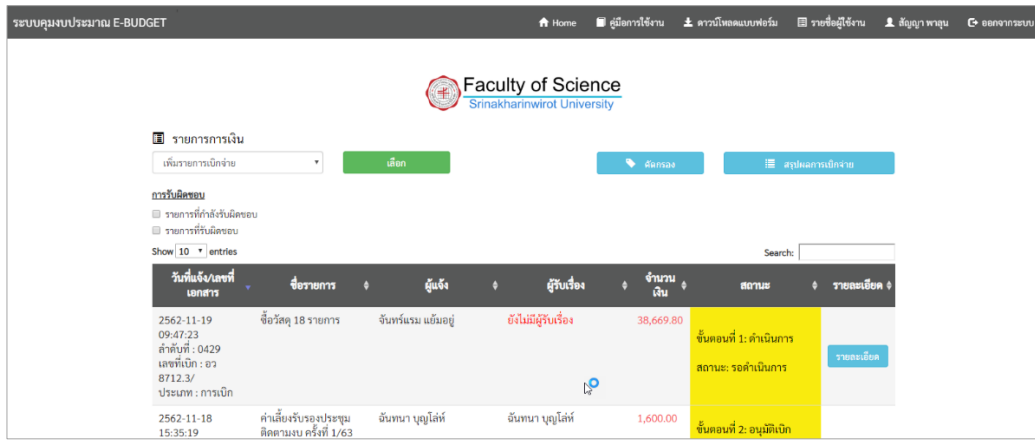 ระบบคุมงบประมาณ E-BUDGET
Home คู่มือการใช้งาน ดาวน์โหลดแบบฟอร์ม รายชื่อผู้ใช้งาน สัญญา พาลุน ออกจากระบบ
Faculty of Science
Srinakharinwirot University
รายการการเงิน
เพิ่มรายการเบิกจ่าย เลือก คัดกรอง สรุปผลการเบิกจ่าย
การรับผิดชอบ
รายการที่กำลังรับผิดชอบ
รายการที่รับผิดชอบ
Show 10 entries
Search:
วันที่แจ้ง/เลขที่
เอกสาร
ชื่อรายการ
ผู้แจ้ง
ผู้รับเรื่อง
จำนวน
เงิน
สถานะ
รายละเอียด
2562-11-19
09:47:23
ลำดับที่ : 0429
เลขที่เบิก : อว
8712.3/
ประเภท : การเบิก
ซื้อวัสดุ 18 รายการ
จันทร์แรม แย้มอยู่
ยังไม่มีผู้รับเรื่อง
38,669.80
ขั้นตอนที่ 1: ดำเนินการ
สถานะ: รอดำเนินการ
รายละเอียด
2562-11-18
15:35:19
ค่าเลี้ยงรับรองประชุม
ติดตามงบ ครั้งที่ 1/63
ฉันทนา บุญโล่ห์
ฉันทนา บุญโล่ห์
1,600.00
ขั้นตอนที่ 2: อนุมัติเบิก